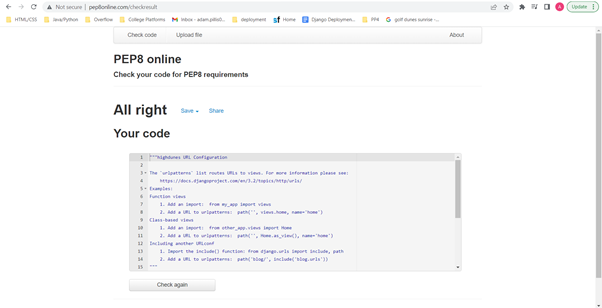 Not secure | pep8online.com/checkresult
Update
HTML/CSS Java/Python Overflow College Platforms Inbox - adam.pilbi0... deployment Home Django Deploymen... PP4 golf dunes sunrise -...
Check code Upload file About
PEP8 online
Check your code for PEP8 requirements
All right Save Share
Your code
1 """highdunes URL Configuration
2
3 The `urlpatterns` list routes URLs to views. For more information please see:
4 https://docs.djangoproject.com/en/3.2/topics/http/urls/
5 Examples:
6 Function views
7 1. Add an import: from my_app import views
8 2. Add a URL to urlpatterns: path('', views.home, name='home')
9 Class-based views
10 1. Add an import: from other_app.views import Home
11 2. Add a URL to urlpatterns: path('', Home.as_view(), name='home')
12 Including another URLconf
13 1. Import the include() function: from django.urls import include, path
14 2. Add a URL to urlpatterns: path('blog/', include('blog.urls'))
15 """
Check again